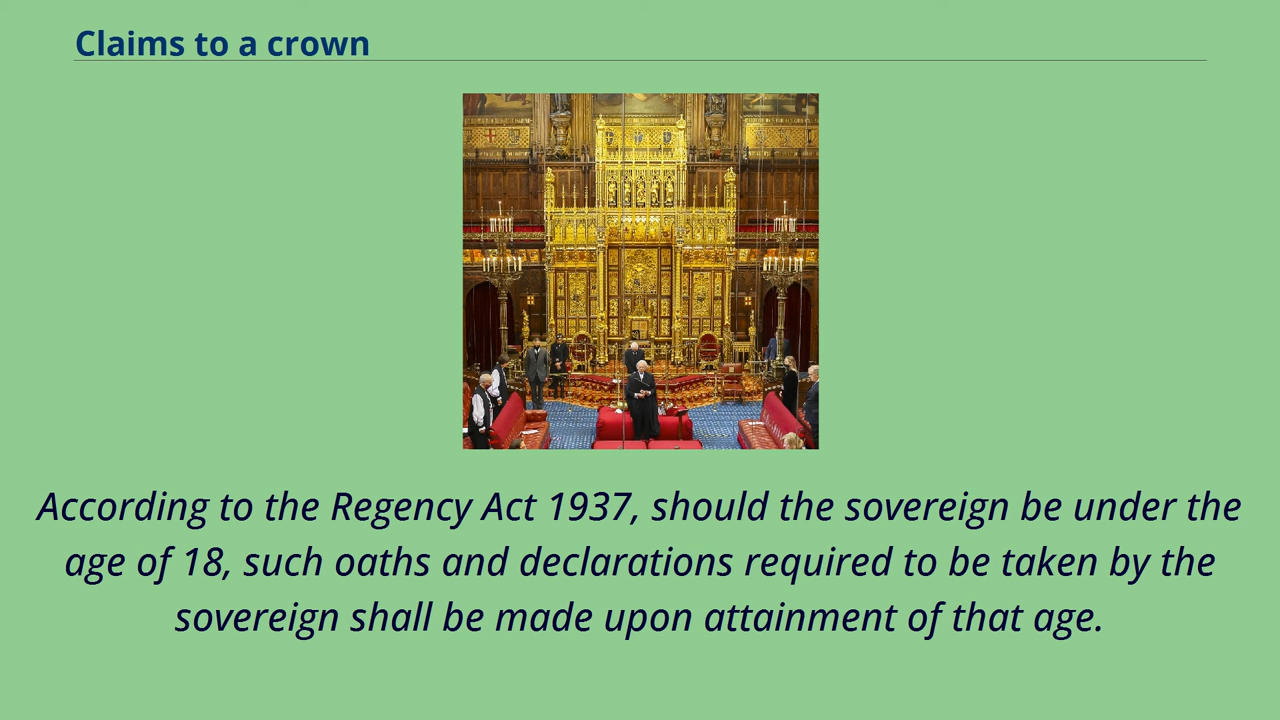 Claims to a crown
According to the Regency Act 1937, should the sovereign be under the
age of 18, such oaths and declarations required to be taken by the
sovereign shall be made upon attainment of that age.